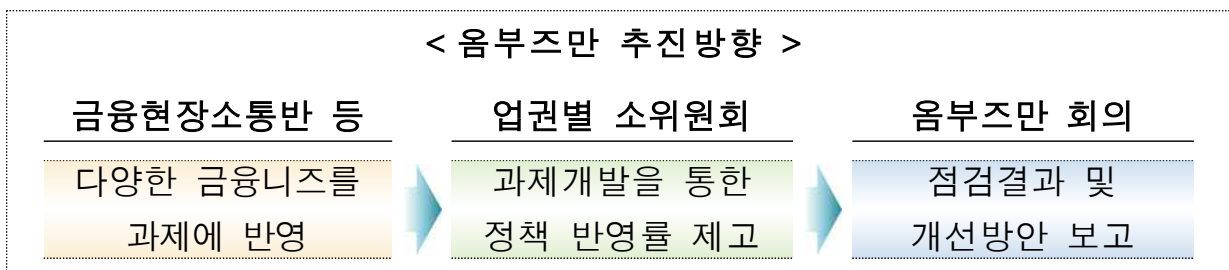 < 옴부즈만 추진방향 >
금융현장소통반 등
업권별 소위원회
옴부즈만 회의
다양한 금융니즈를
과제에 반영
과제개발을 통한
정책 반영률 제고
점검결과 및
개선방안 보고